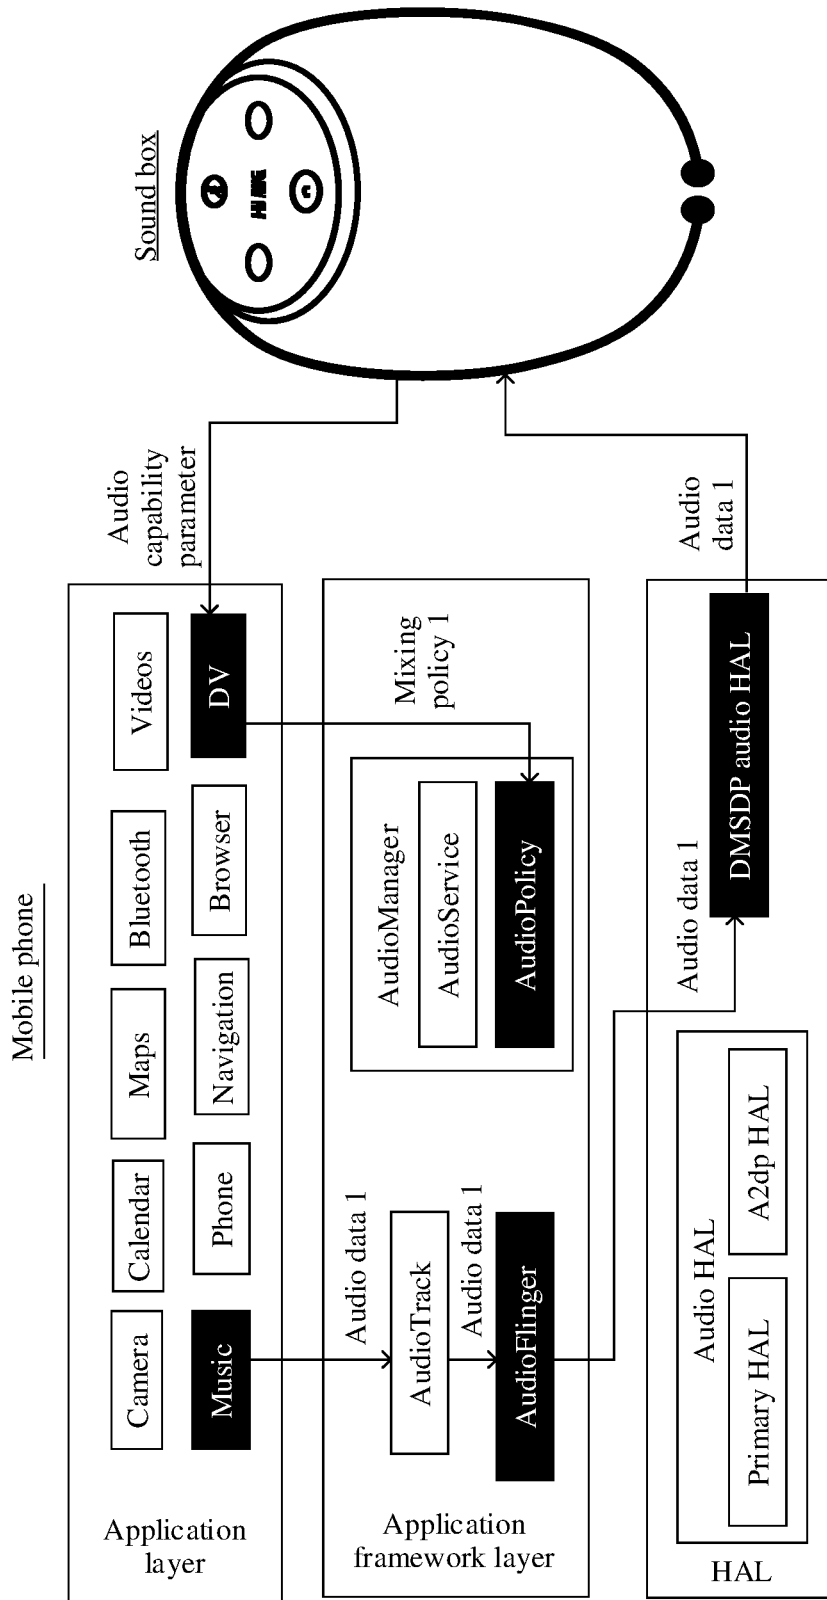 Mobile phone
Sound box
Application
layer
Camera
Calendar
Maps
Bluetooth
Videos
Music
Phone
Navigation
Browser
DV
Audio
capability
parameter
Application
framework layer
Audio data 1
AudioTrack
Audio data 1
AudioFlinger
AudioManager
AudioService
AudioPolicy
Mixing
policy 1
HAL
Audio HAL
Primary HAL
A2dp HAL
Audio data 1
DMSDP audio HAL
Audio
data 1